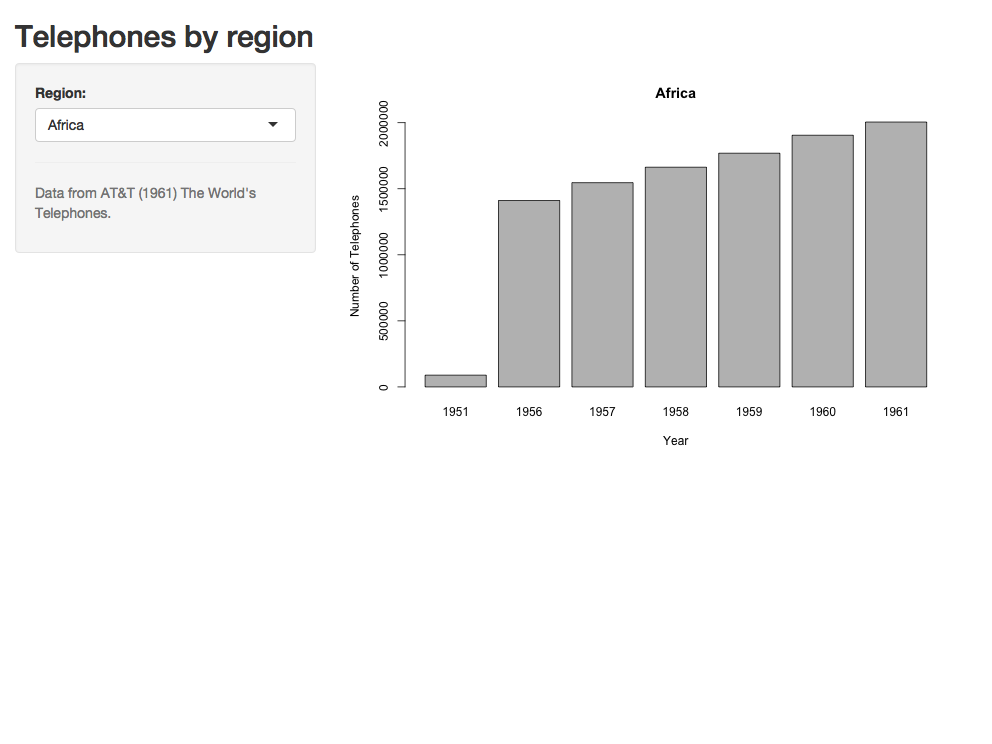 Telephones by region
Region:
Africa
Data from AT&T (1961) The World's
Telephones.
Africa
Number of Telephones
2000000
1500000
1000000
500000
0
1951 1956 1957 1958 1959 1960 1961
Year